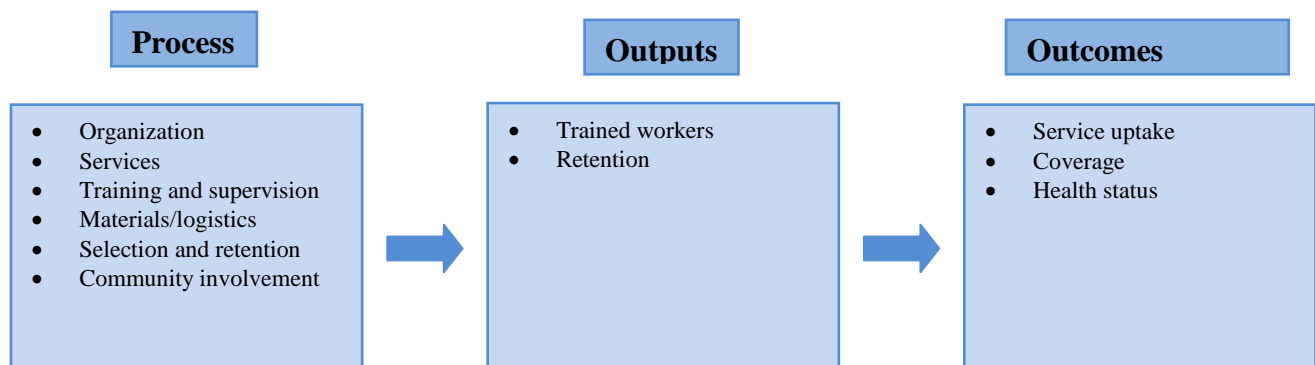 Process
Organization
Services
Training and supervision
Materials/logistics
Selection and retention
Community involvement
Outputs
Trained workers
Retention
Outcomes
Service uptake
Coverage
Health status